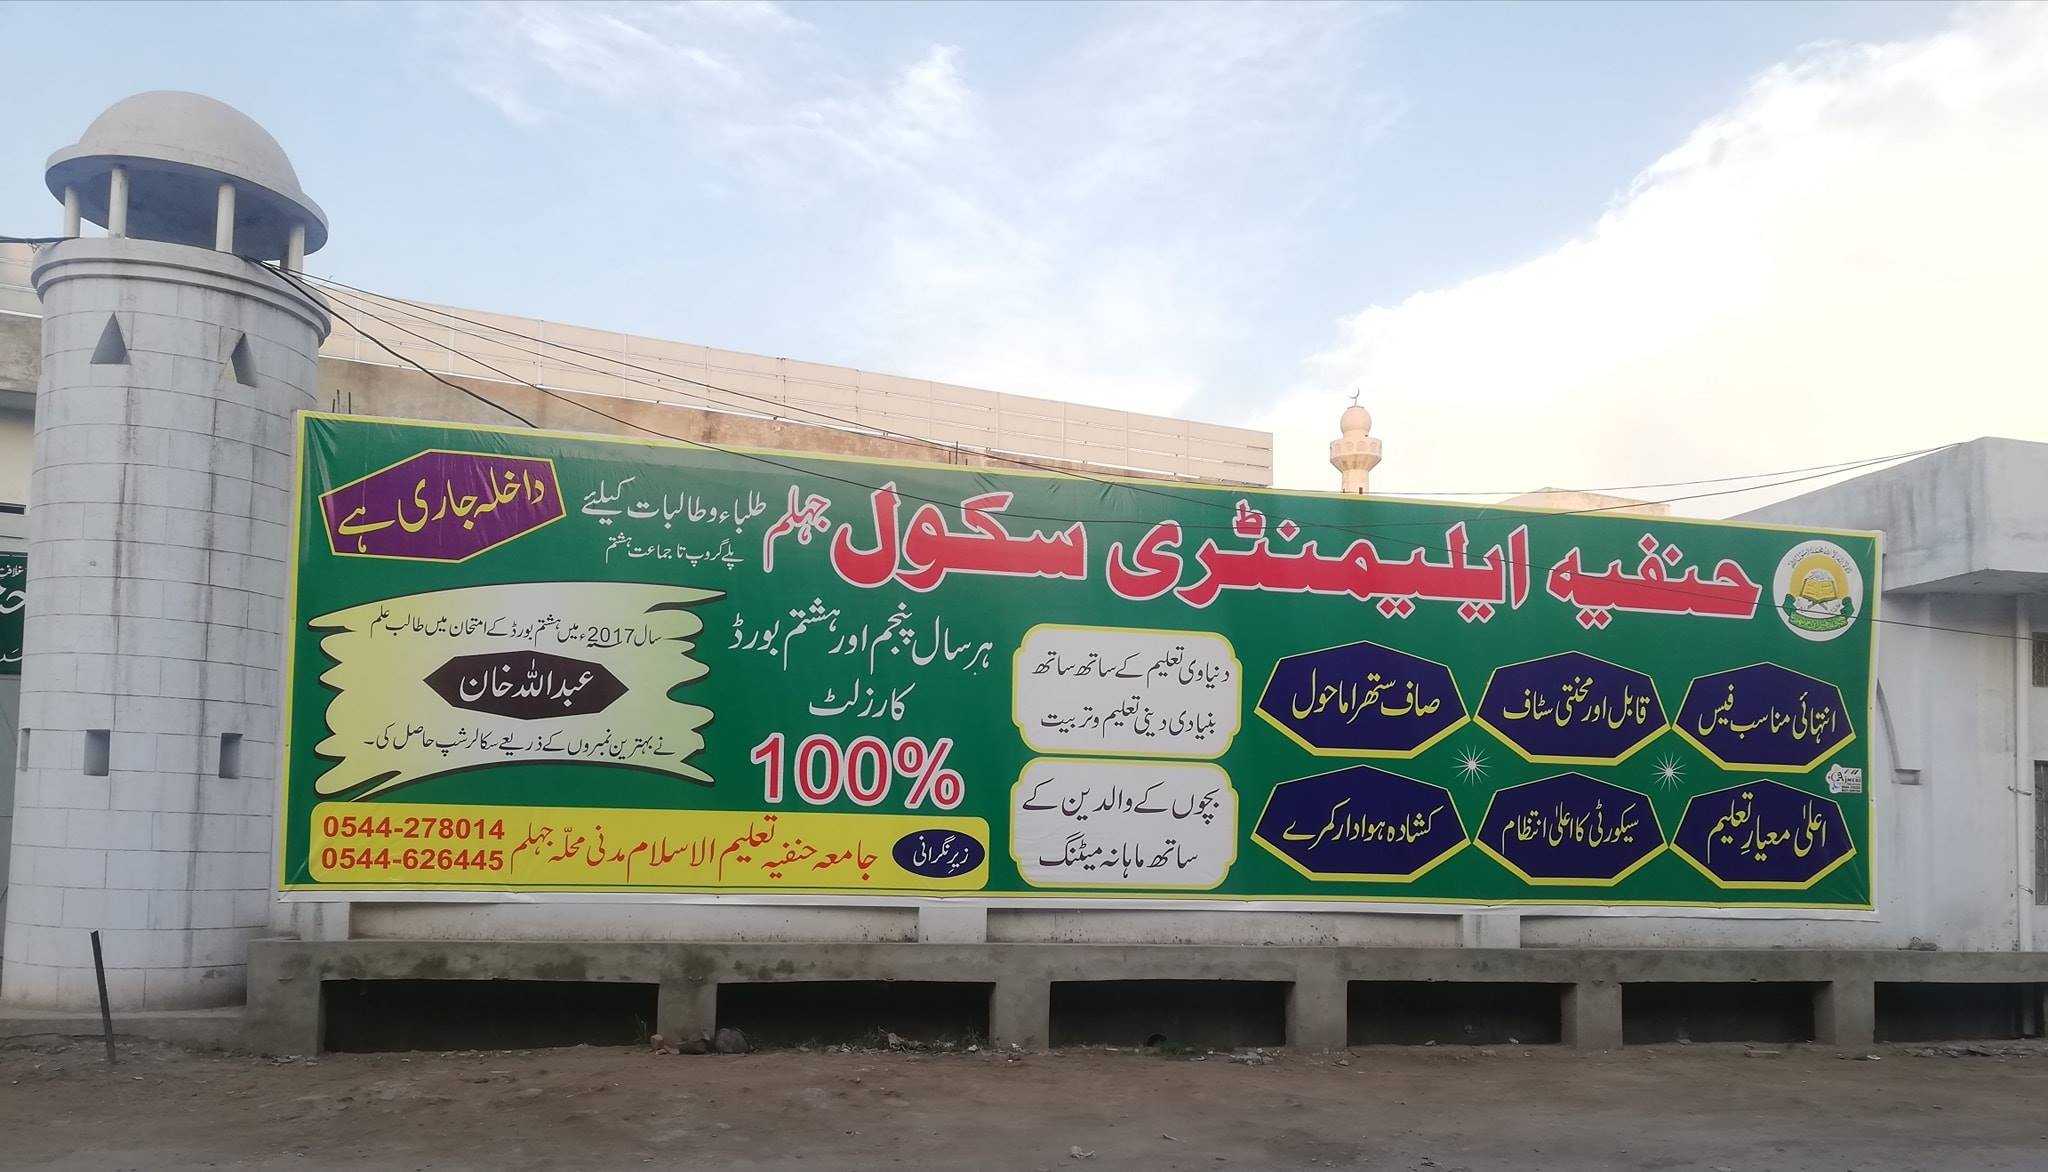 حنفیہ ایلیمنٹری سکول جہلم
طلباء و طالبات کیلئے
پلے گروپ تا جماعت ہشتم
داخلہ جاری ہے
انتہائی مناسب فیس
قابل اور محنتی سٹاف
صاف ستھرا ماحول
اعلیٰ معیارِ تعلیم
سیکورٹی کا اعلیٰ انتظام
کشادہ ہوادار کمرے
دنیاوی تعلیم کے ساتھ ساتھ
بنیادی دینی تعلیم و تربیت
بچوں کے والدین کے
ساتھ ماہانہ میٹنگ
ہر سال پنجم اور ہشتم بورڈ
کا رزلٹ
100%
سال 2017ء میں ہشتم بورڈ کے امتحان میں طالب علم
عبداللہ خان
نے بہترین نمبروں کے ذریعے سکالرشپ حاصل کی۔
زیرِنگرانی
جامعہ حنفیہ تعلیم الاسلام مدنی محلّہ جہلم
0544-278014
0544-626445